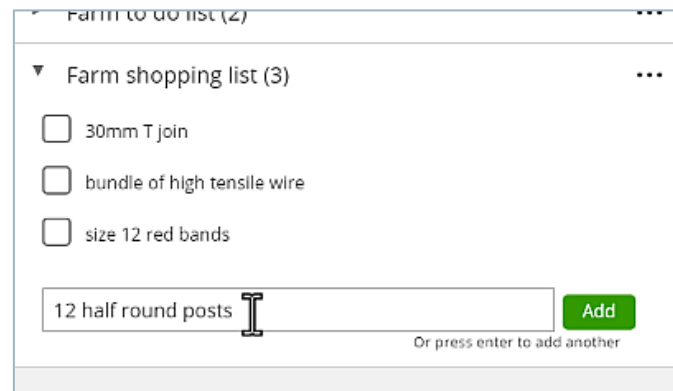 Farm to do list (2)
Farm shopping list (3)
30mm T join
bundle of high tensile wire
size 12 red bands
12 half round posts
Add
Or press enter to add another